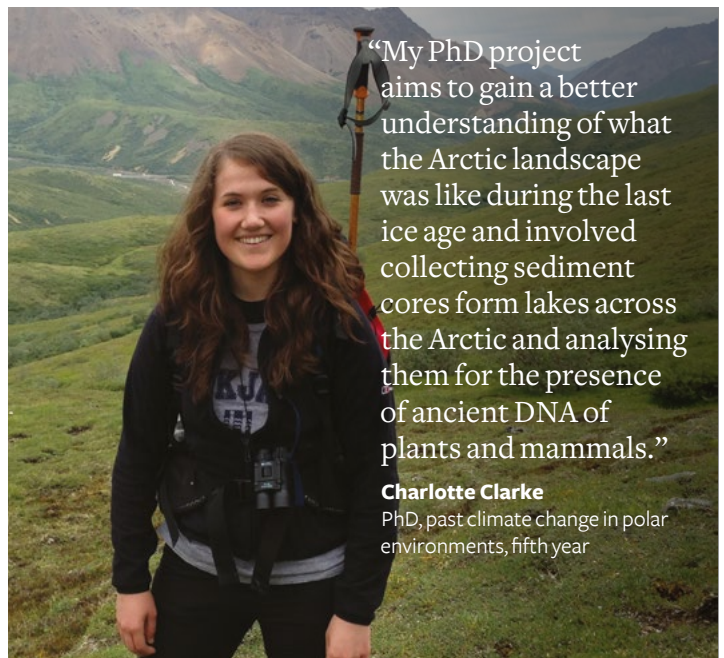 “My PhD project
aims to gain a better
understanding of what
the Arctic landscape
was like during the last
ice age and involved
collecting sediment
cores form lakes across
the Arctic and analysing
them for the presence
of ancient DNA of
plants and mammals.”
Charlotte Clarke
PhD, past climate change in polar
environments, fifth year